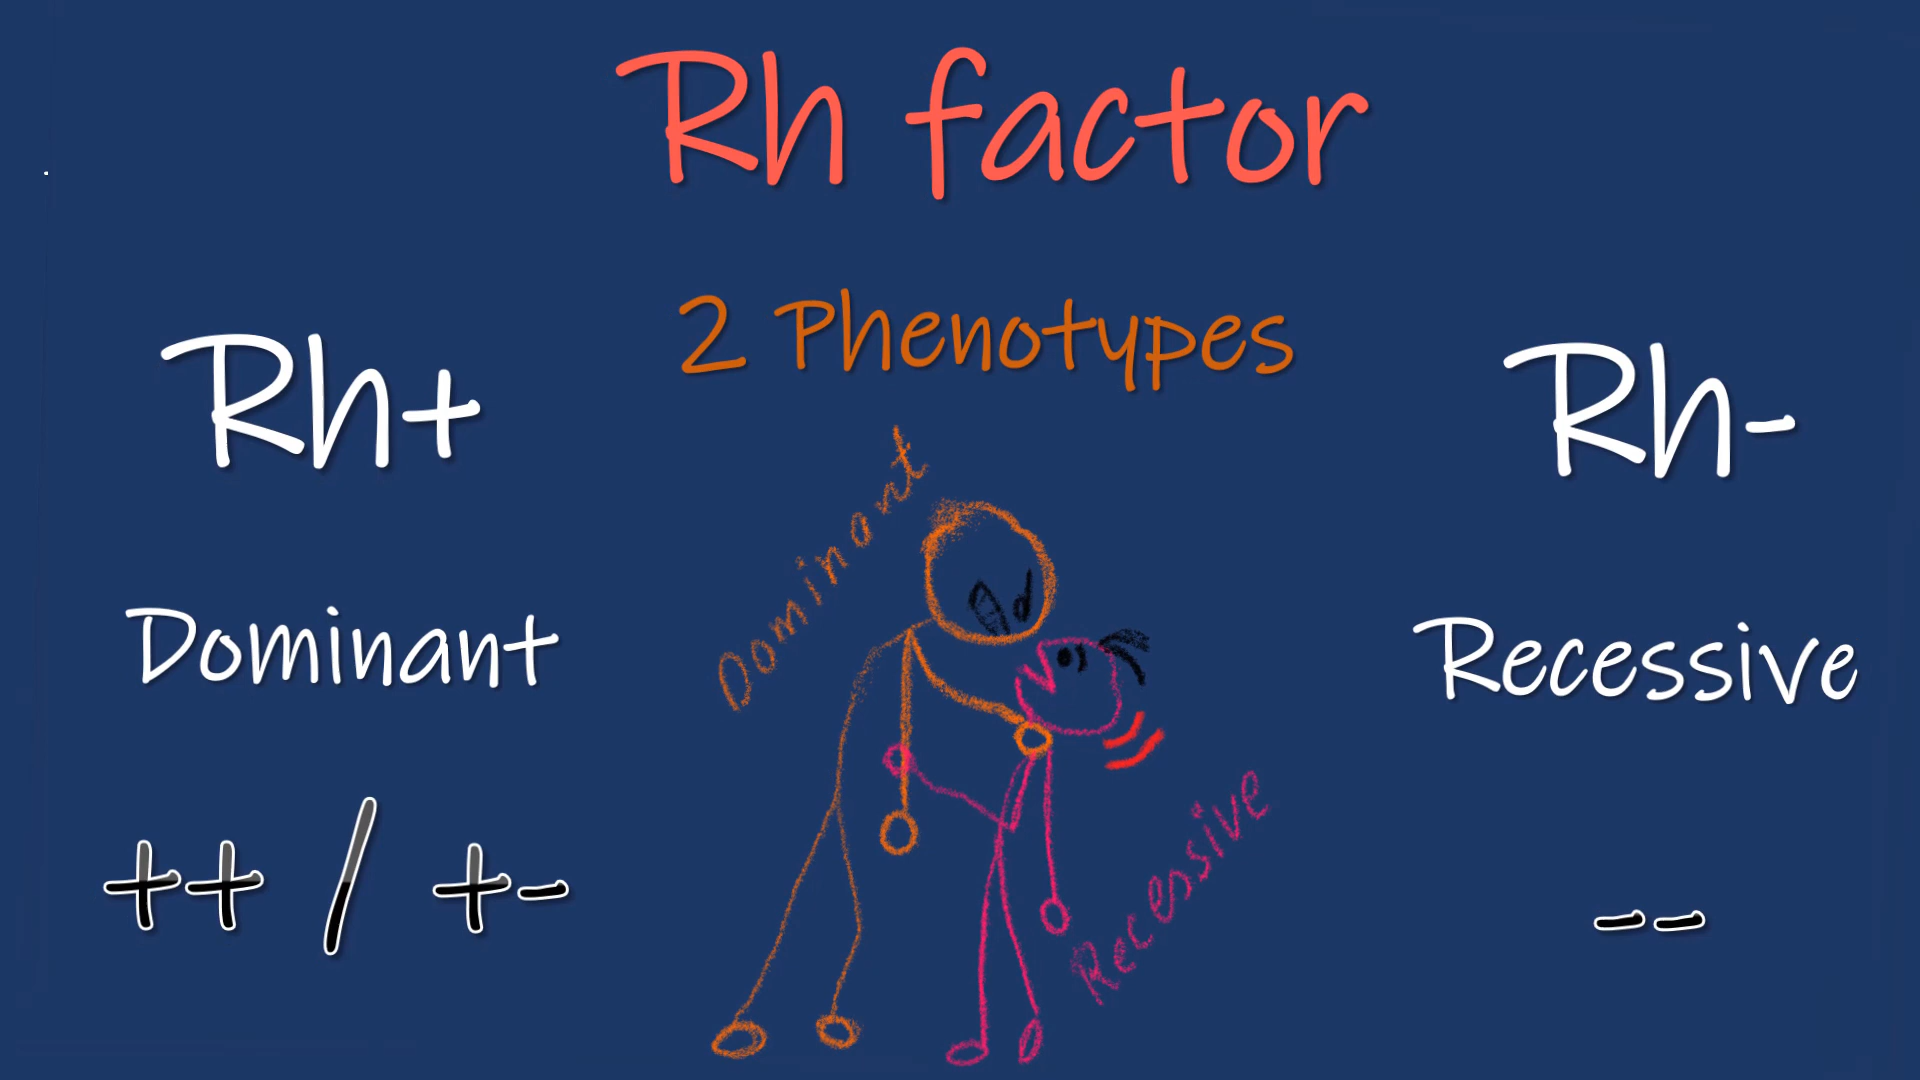 Rh factor
2 Phenotypes
Rh+
Rh-
Dominant
Dominant
Recessive
Recessive
++ / +-
--